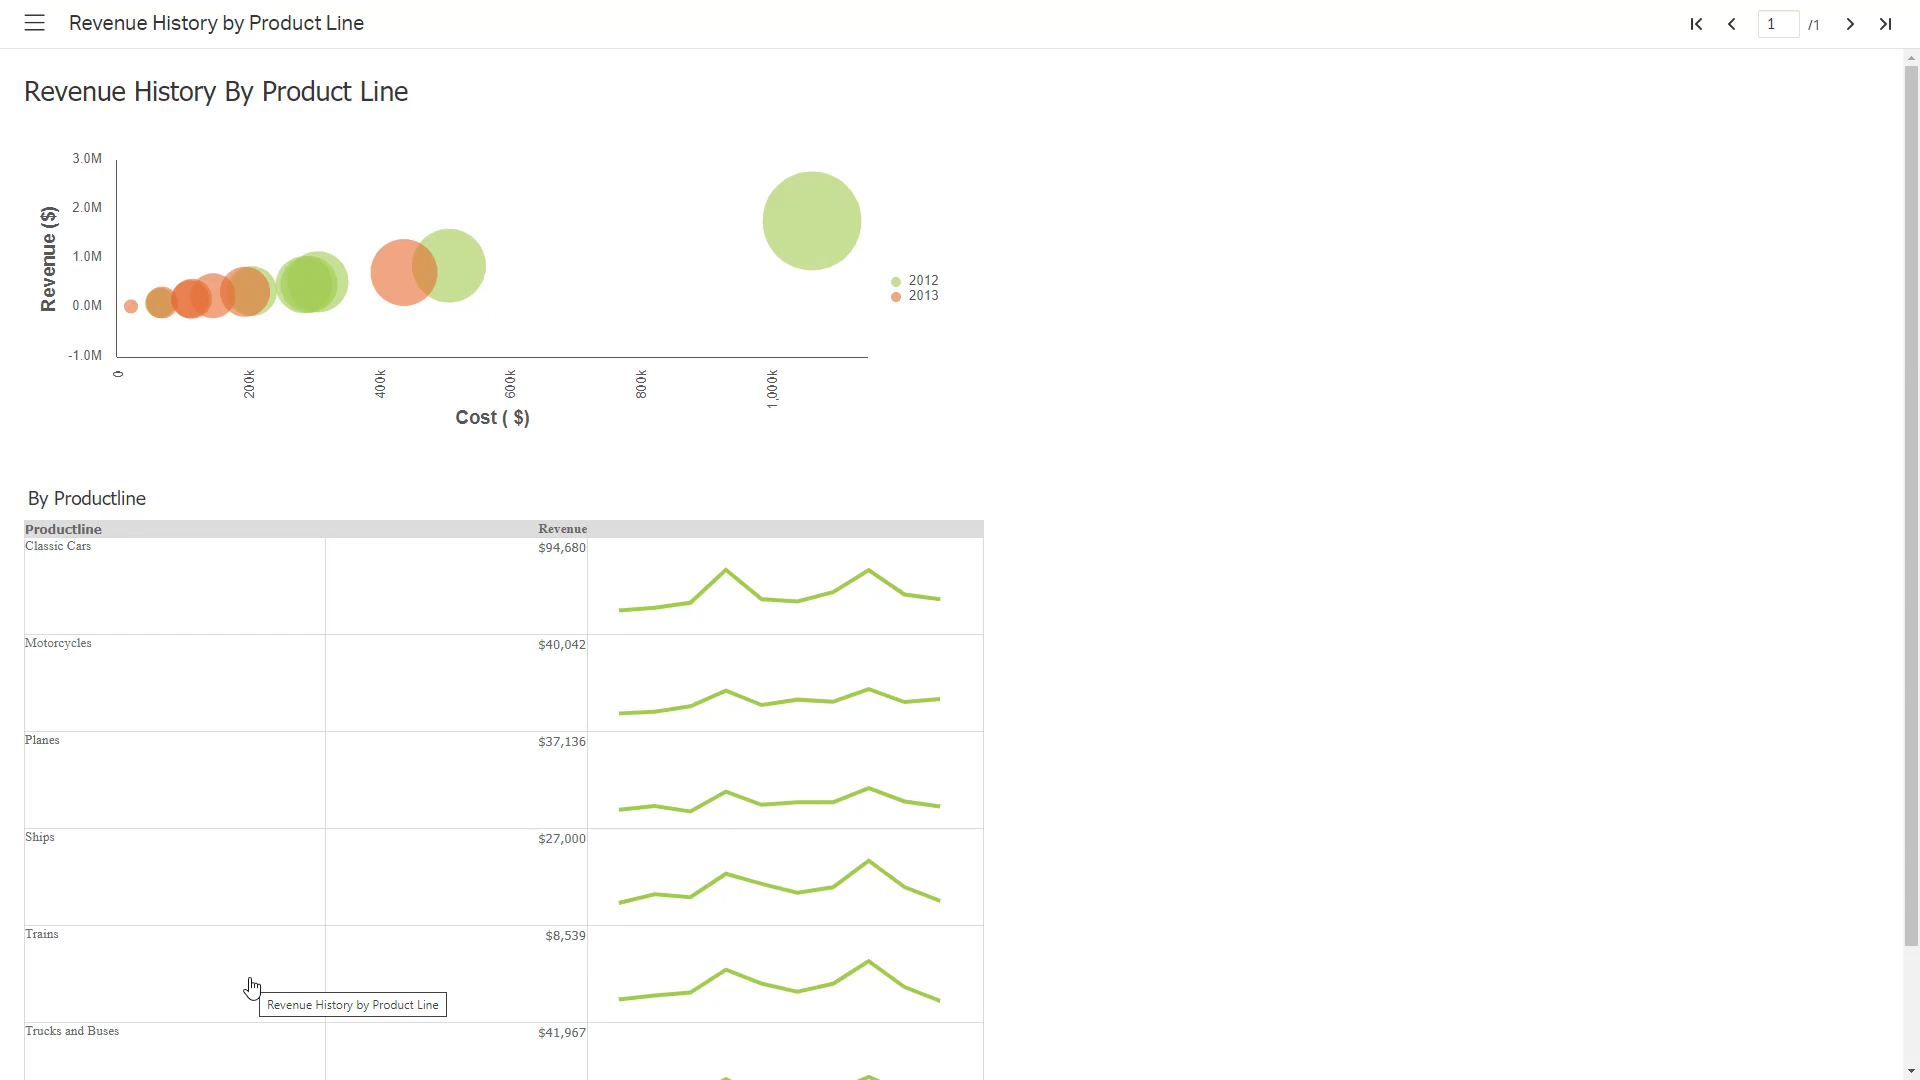 Revenue History by Product Line
1 /1
Revenue History By Product Line
3.0M
2.0M
1.0M
0.0M
-1.0M
Revenue ($)
0
200k
400k
600k
800k
1,000k
Cost ( $)
2012
2013
By Productline
Productline Revenue
Classic Cars $94,680
Motorcycles $40,042
Planes $37,136
Ships $27,000
Trains $8,539
Revenue History by Product Line
Trucks and Buses $41,967